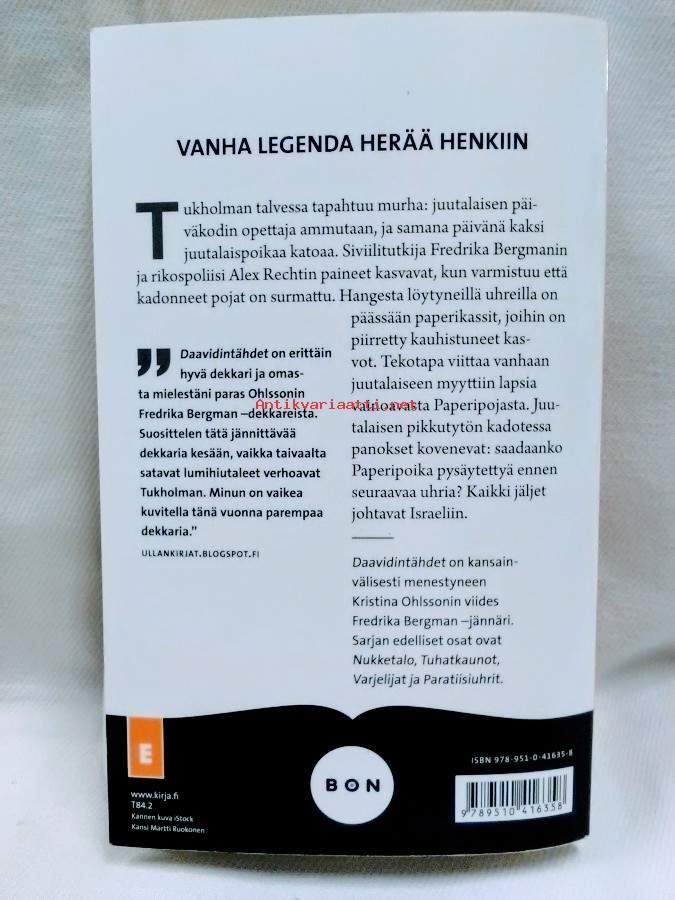 VANHA LEGENDA HERÄÄ HENKIIN
Tukholman talvessa tapahtuu murha: juutalaisen päi-
väkodin opettaja ammutaan, ja samana päivänä kaksi
juutalaispoikaa katoaa. Siviilitutkija Fredrika Bergmanin
ja rikospoliisi Alex Rechtin paineet kasvavat, kun varmistuu että
kadonneet pojat on surmattu. Hangesta löytyneillä uhreilla on
päässään paperikassit, joihin on
piirretty kauhistuneet kas-
vot. Tekotapa viittaa vanhaan
juutalaiseen myyttiin lapsia
vainoavasta Paperipojasta. Juu-
talaisen pikkutytön kadotessa
panokset kovenevat: saadaanko
Paperipoika pysäytettyä ennen
seuraavaa uhria? Kaikki jäljet
johtavat Israeliin.
” Daavidintähdet on erittäin
hyvä dekkari ja omas-
ta mielestäni paras Ohlssonin
Fredrika Bergman –dekkareista.
Suosittelen tätä jännittävää
dekkaria kesään, vaikka taivaalta
satavat lumihiutaleet verhoavat
Tukholman. Minun on vaikea
kuvitella tänä vuonna parempaa
dekkaria.”
ULLANKIRJAT.BLOGSPOT.FI
Antikvariaatti.net
Daavidintähdet on kansain-
välisesti menestyneen
Kristina Ohlssonin viides
Fredrika Bergman –jännäri.
Sarjan edelliset osat ovat
Nukketalo, Tuhatkaunot,
Varjelijat ja Paratiisiuhrit.
E
www.kirja.fi
T84.2
Kannen kuva iStock
Kansi Martti Ruokonen
BON
ISBN 978-951-0-41635-8
9 789510 416358